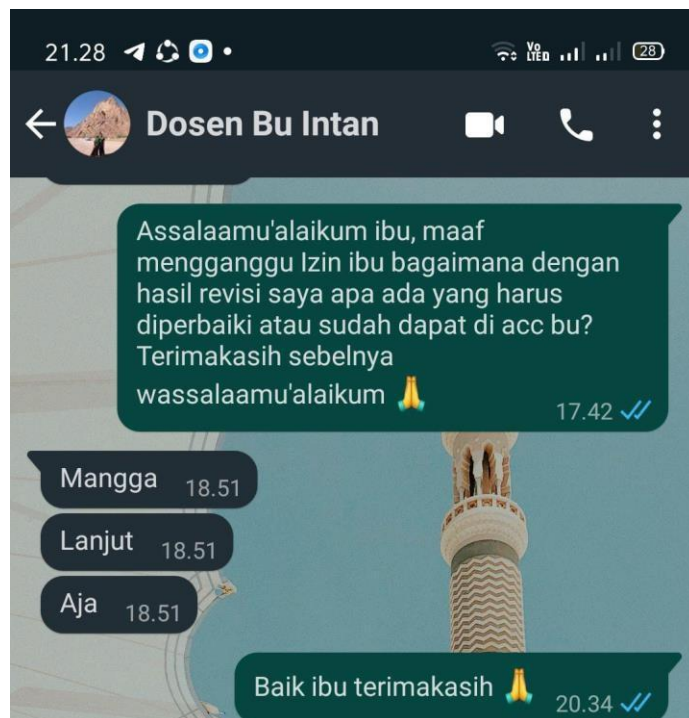 21.28
Vo LTE 28
Dosen Bu Intan
Assalaamu'alaikum ibu, maaf
mengganggu Izin ibu bagaimana dengan
hasil revisi saya apa ada yang harus
diperbaiki atau sudah dapat di acc bu?
Terimakasih sebelnya
wassalaamu'alaikum 🙏
17.42
Mangga 18.51
Lanjut 18.51
Aja 18.51
Baik ibu terimakasih 🙏 20.34